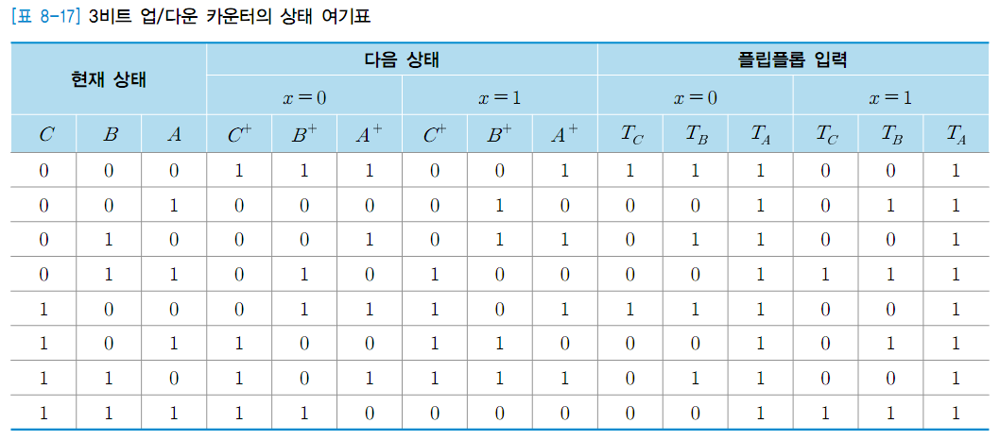 [표 8-17] 3비트 업/다운 카운터의 상태 여기표
현재 상태 다음 상태 플립플롭 입력
x=0 x=1 x=0 x=1
C B A C⁺ B⁺ A⁺ C⁺ B⁺ A⁺ T_C T_B T_A T_C T_B T_A
0 0 0 1 1 1 0 0 1 1 1 1 0 0 1
0 0 1 0 0 0 0 1 0 0 0 1 0 1 1
0 1 0 0 0 1 0 1 1 0 1 1 0 0 1
0 1 1 0 1 0 1 0 0 0 0 1 1 1 1
1 0 0 0 1 1 1 0 1 1 1 1 0 0 1
1 0 1 1 0 0 1 1 0 0 0 1 0 1 1
1 1 0 1 0 1 1 1 1 0 1 1 0 0 1
1 1 1 1 1 0 0 0 0 0 0 1 1 1 1